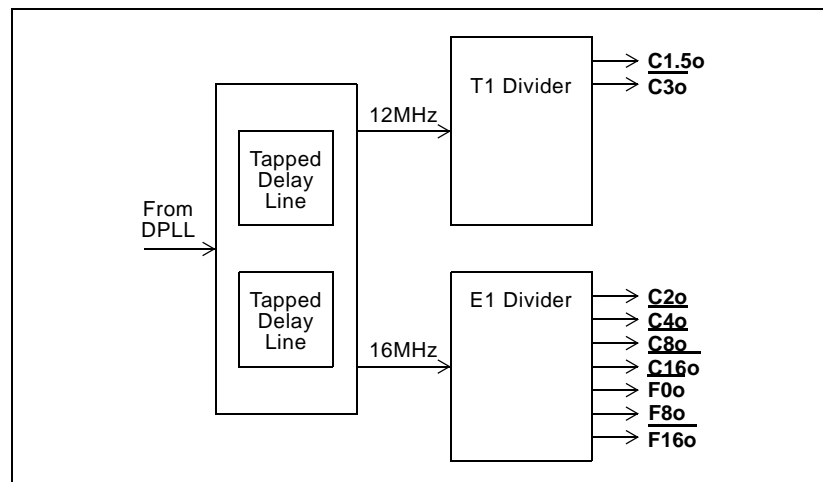 C1.5o
T1 Divider
C3o
12MHz
Tapped
Delay
Line
From
DPLL
Tapped
Delay
Line
16MHz
E1 Divider
C2o
C4o
C8o
C16o
F0o
F8o
F16o